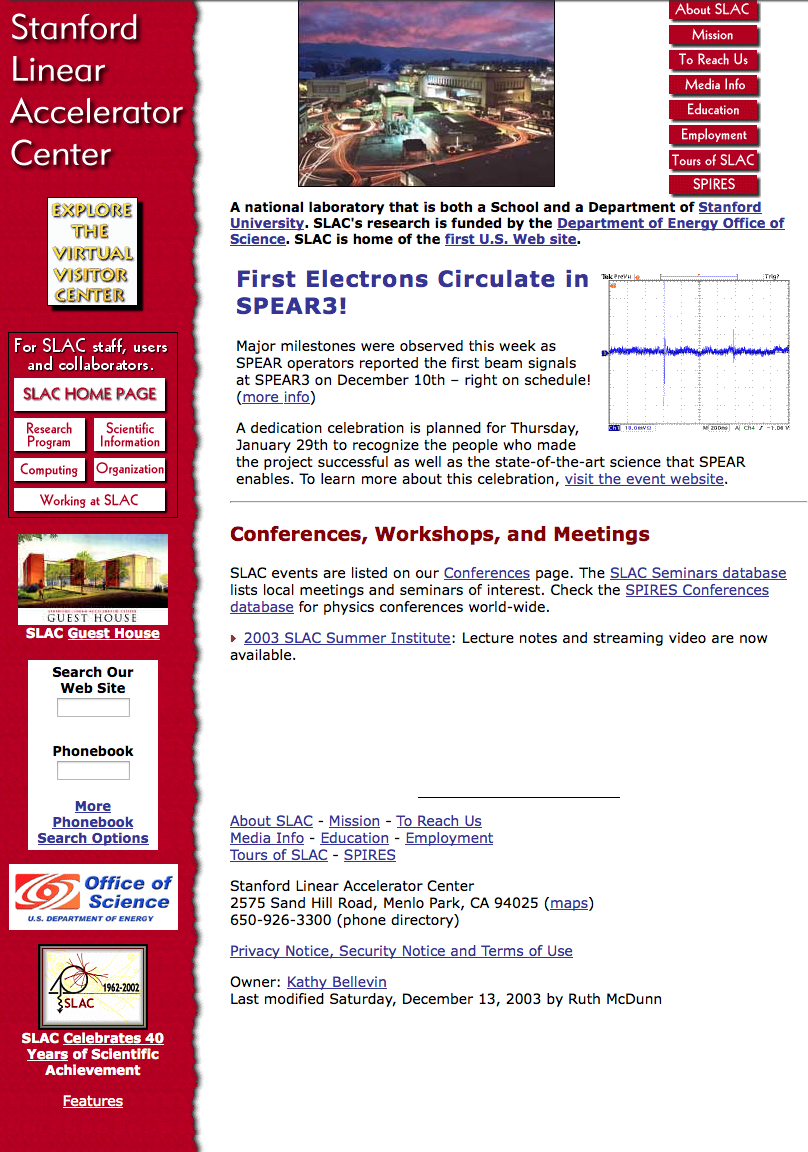 Stanford
Linear
Accelerator
Center
EXPLORE
THE
VIRTUAL
VISITOR
CENTER
For SLAC staff, users
and collaborators.
SLAC HOME PAGE
Research
Program
Scientific
Information
Computing
Organization
Working at SLAC
GUEST HOUSE
SLAC Guest House
Search Our
Web Site
Phonebook
More
Phonebook
Search Options
Office of
Science
U.S. DEPARTMENT OF ENERGY
1962-2002
SLAC
SLAC Celebrates 40
Years of Scientific
Achievement
Features
About SLAC
Mission
To Reach Us
Media Info
Education
Employment
Tours of SLAC
SPIRES
A national laboratory that is both a School and a Department of Stanford
University. SLAC's research is funded by the Department of Energy Office of
Science. SLAC is home of the first U.S. Web site.
First Electrons Circulate in
SPEAR3!
Tek PreVu
Trig?
Ch1 10.0mVΩ
M 200ns A Ch4
-1.00 V
Major milestones were observed this week as
SPEAR operators reported the first beam signals
at SPEAR3 on December 10th – right on schedule!
(more info)
A dedication celebration is planned for Thursday,
January 29th to recognize the people who made
the project successful as well as the state-of-the-art science that SPEAR
enables. To learn more about this celebration, visit the event website.
Conferences, Workshops, and Meetings
SLAC events are listed on our Conferences page. The SLAC Seminars database
lists local meetings and seminars of interest. Check the SPIRES Conferences
database for physics conferences world-wide.
2003 SLAC Summer Institute: Lecture notes and streaming video are now
available.
About SLAC - Mission - To Reach Us
Media Info - Education - Employment
Tours of SLAC - SPIRES
Stanford Linear Accelerator Center
2575 Sand Hill Road, Menlo Park, CA 94025 (maps)
650-926-3300 (phone directory)
Privacy Notice, Security Notice and Terms of Use
Owner: Kathy Bellevin
Last modified Saturday, December 13, 2003 by Ruth McDunn